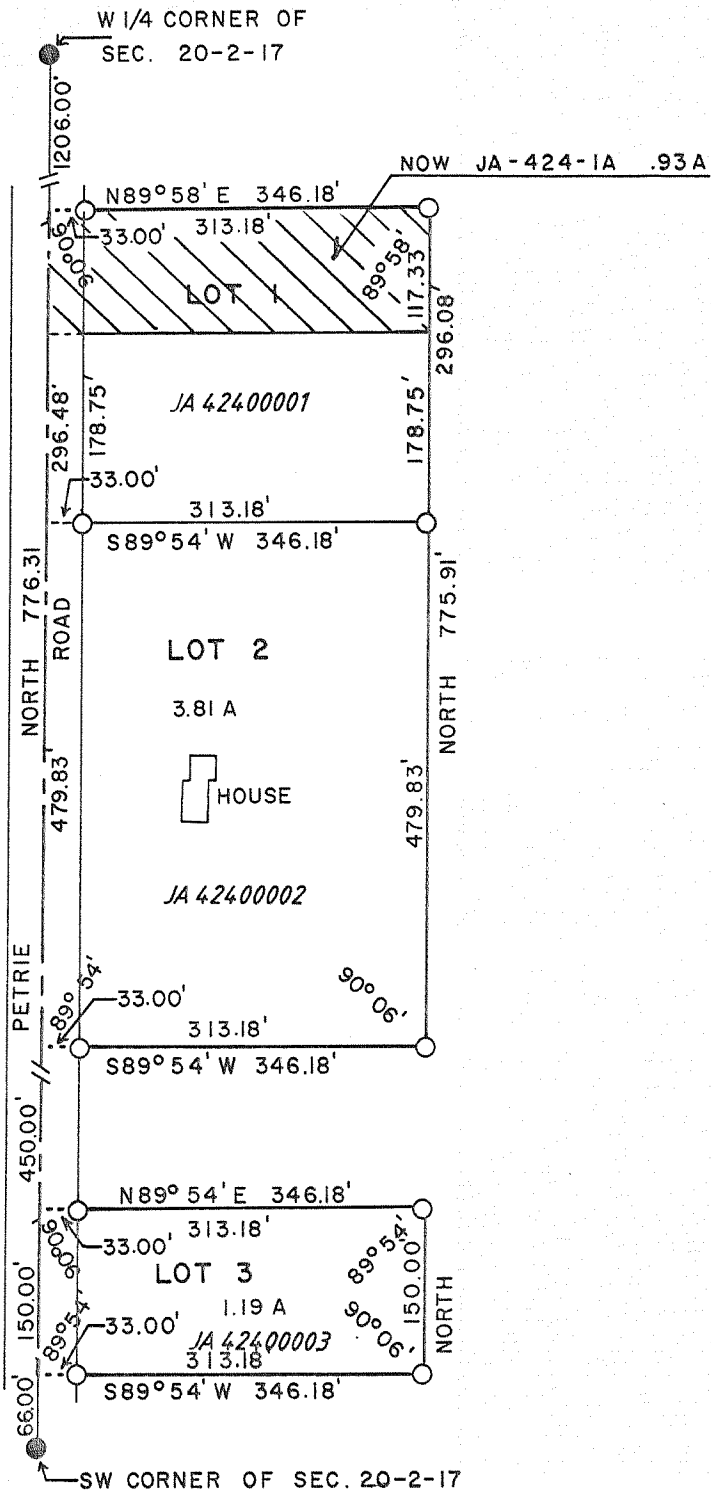 W 1/4 CORNER OF
SEC. 20-2-17
1206.00'
NOW JA-424-1A .93A
N89° 58' E 346.18'
33.00'
313.18'
89° 58'
117.33
LOT 1
296.08'
JA 42400001
296.48'
178.75'
178.75'
33.00'
313.18'
S89° 54' W 346.18'
NORTH 776.31
ROAD
NORTH 775.91'
LOT 2
3.81 A
HOUSE
479.83'
479.83'
JA 42400002
PETRIE
89° 54'
33.00'
90° 06'
313.18'
S89° 54' W 346.18'
450.00'
N89° 54' E 346.18'
313.18'
33.00'
90° 06'
89° 54'
LOT 3
150.00'
150.00'
NORTH
1.19 A
89° 54'
33.00'
90° 06'
JA 42400003
313.18
S89° 54' W 346.18'
66.00'
SW CORNER OF SEC. 20-2-17